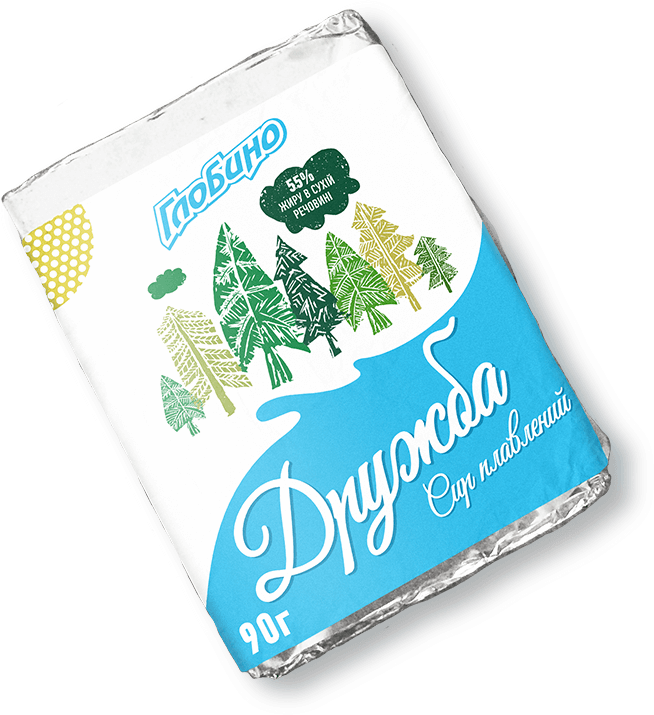 Глобино
55%
ЖИРУ В СУХІЙ
РЕЧОВИНІ
Дружба
Сир плавлений
90г